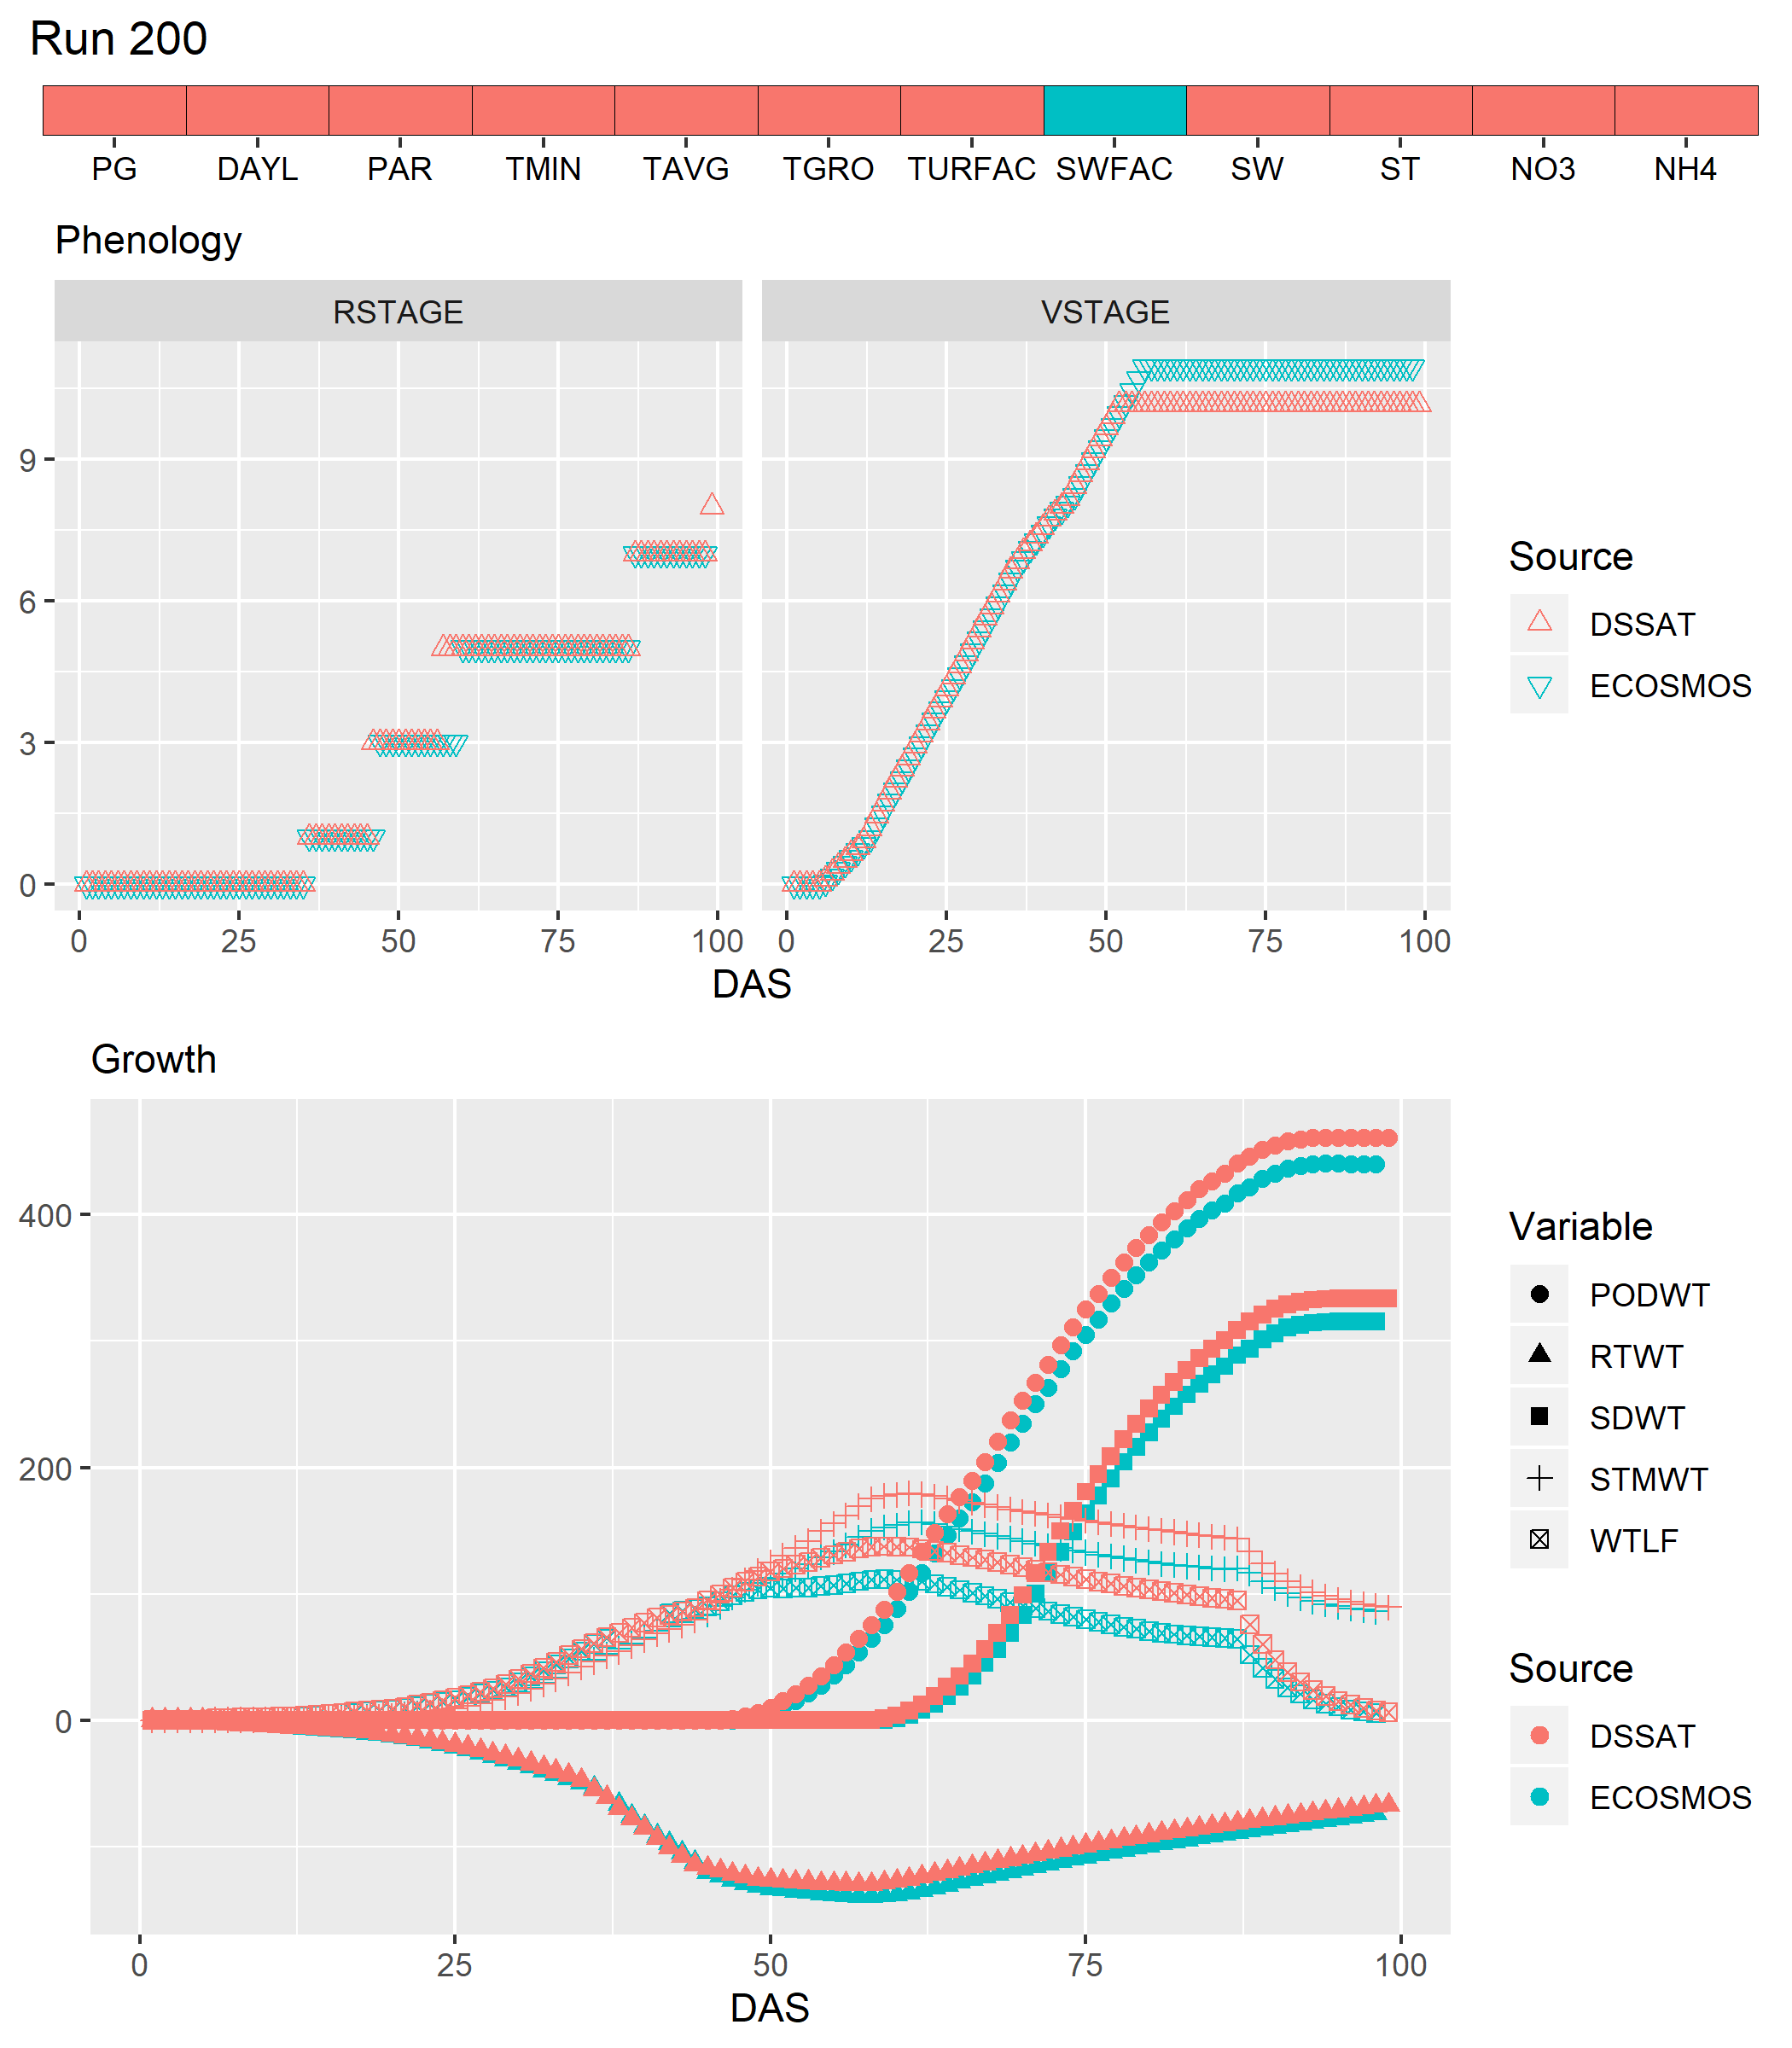 Run 200
PG DAYL PAR TMIN TAVG TGRO TURFAC SWFAC SW ST NO3 NH4
Phenology
RSTAGE VSTAGE
9
6
3
0
0 25 50 75 100 0 25 50 75 100
DAS
Source
DSSAT
ECOSMOS
Growth
400
200
0
0 25 50 75 100
DAS
Variable
PODWT
RTWT
SDWT
STMWT
WTLF
Source
DSSAT
ECOSMOS